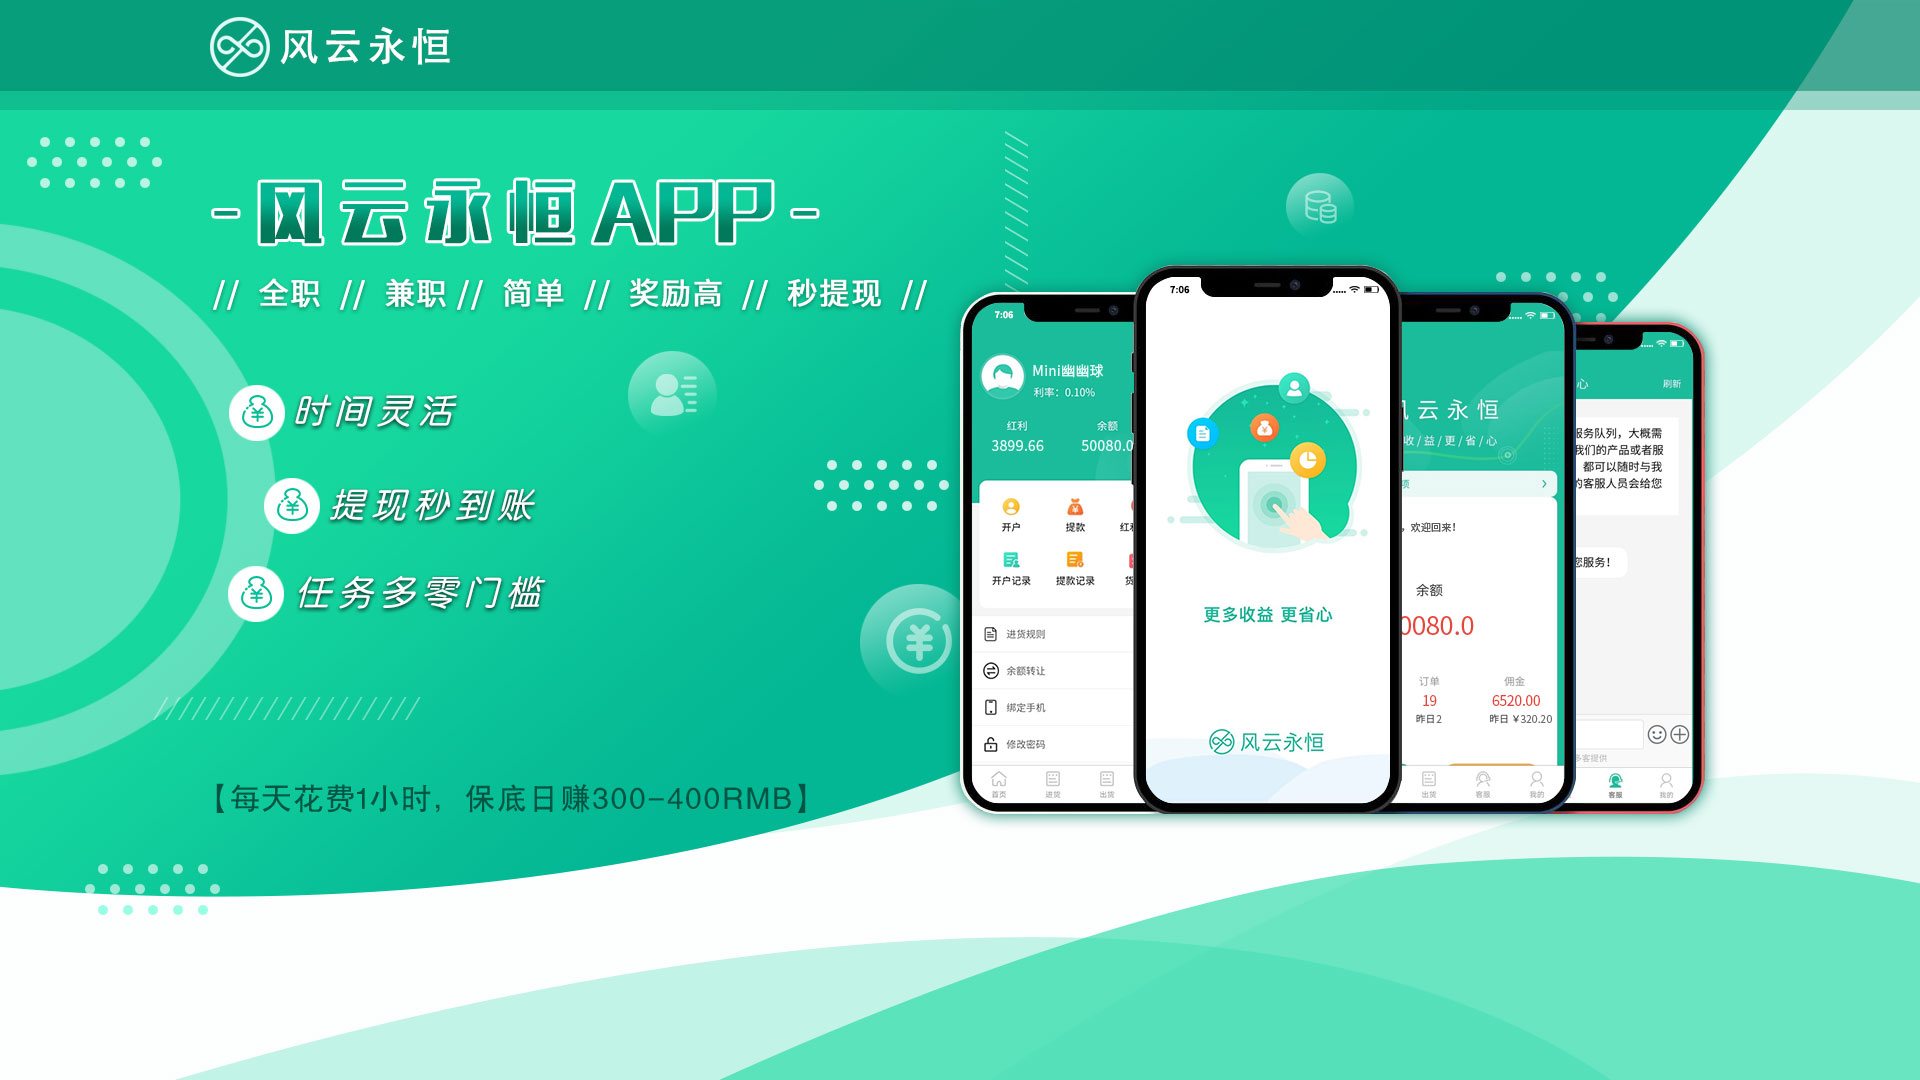 风云永恒
-风云永恒APP-
// 全职 // 兼职 // 简单 // 奖励高 // 秒提现 //
时间灵活
提现秒到账
任务多零门槛
【每天花费1小时，保底日赚300-400RMB】
7:06
Mini幽幽球
利率：0.10%
红利 余额
3899.66 50080.0
开户 提款 红利
开户记录 提款记录 货
进货规则
余额转让
绑定手机
修改密码
首页 进货 出货
7:06
更多收益 更省心
风云永恒
风云永恒
收/益/更/省/心
项
，欢迎回来！
余额
0080.0
订单 佣金
19 6520.00
昨日2 昨日 ￥320.20
出货 客服 我的
心 刷新
服务队列，大概需
我们的产品或者服
都可以随时与我
的客服人员会给您
您服务！
多客提供
客服 我的